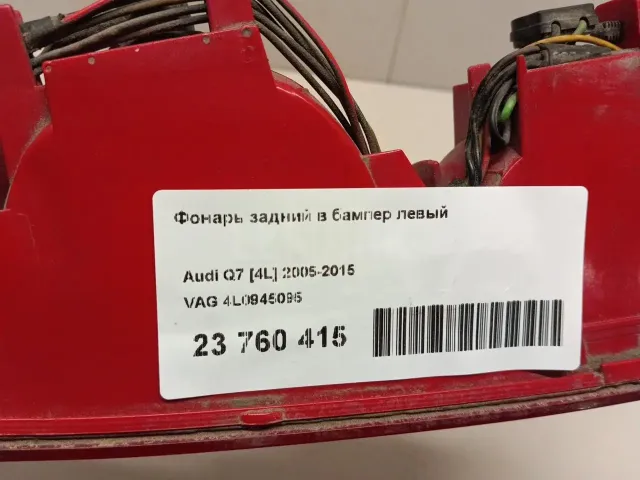 Фонарь задний в бампер левый
Audi Q7 [4L] 2005-2015
VAG 4L0945095
23 760 415